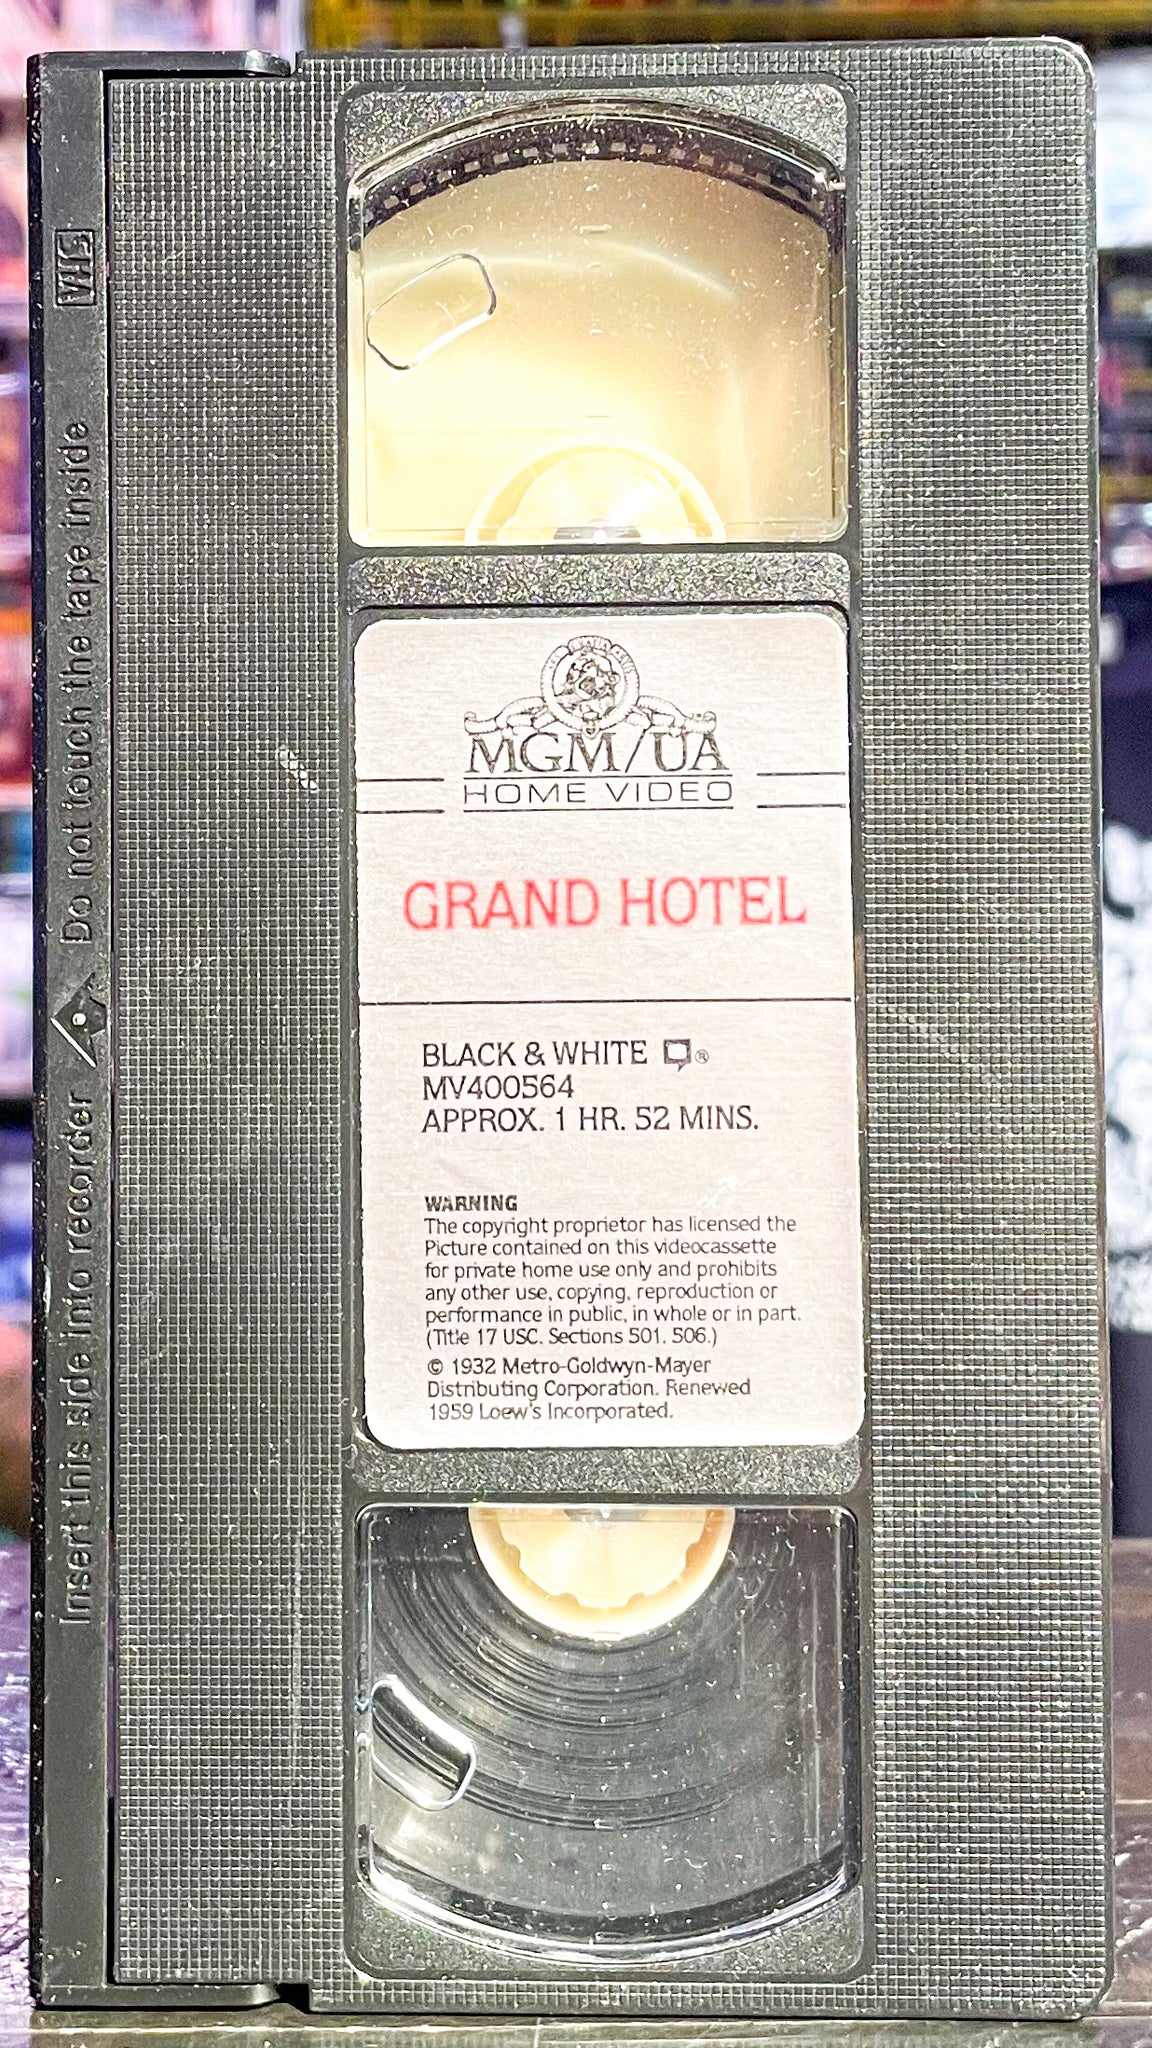 VHS
Do not touch the tape inside
Insert this side into recorder
MGM/UA
HOME VIDEO
GRAND HOTEL
BLACK & WHITE ®
MV400564
APPROX. 1 HR. 52 MINS.
WARNING
The copyright proprietor has licensed the
Picture contained on this videocassette
for private home use only and prohibits
any other use, copying, reproduction or
performance in public, in whole or in part.
(Title 17 USC. Sections 501. 506.)
© 1932 Metro-Goldwyn-Mayer
Distributing Corporation. Renewed
1959 Loew's Incorporated.